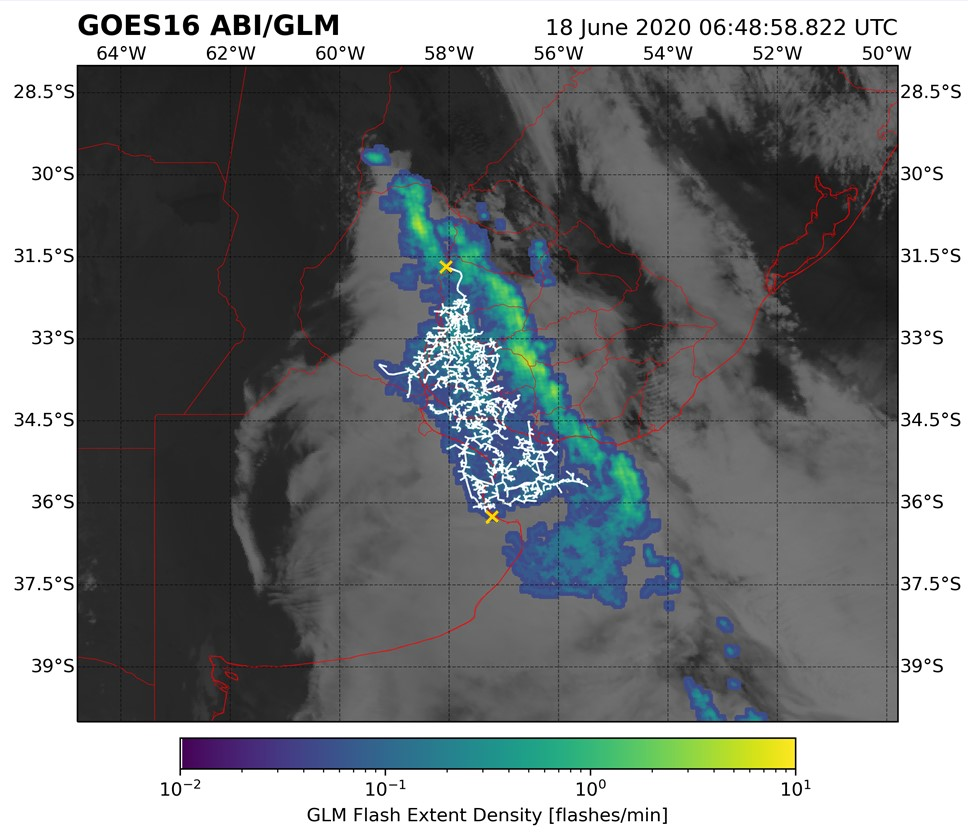 GOES16 ABI/GLM
18 June 2020 06:48:58.822 UTC
64°W 62°W 60°W 58°W 56°W 54°W 52°W 50°W
28.5°S 28.5°S
30°S 30°S
31.5°S 31.5°S
33°S 33°S
34.5°S 34.5°S
36°S 36°S
37.5°S 37.5°S
39°S 39°S
10⁻² 10⁻¹ 10⁰ 10¹
GLM Flash Extent Density [flashes/min]